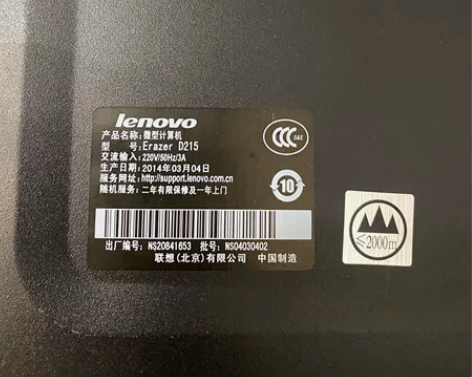 lenovo
产品名称:微型计算机
型 号:Erazer D215
交流输入:220V/50Hz/3A
生产日期:2014年03月04日
服务网址:http://support.lenovo.com.cn
随机服务:二年有限保修及一年上门
CCC
S&E
10
出厂编号: NS20841653 批号: NS04030402
联想(北京)有限公司 中国制造
≤2000m